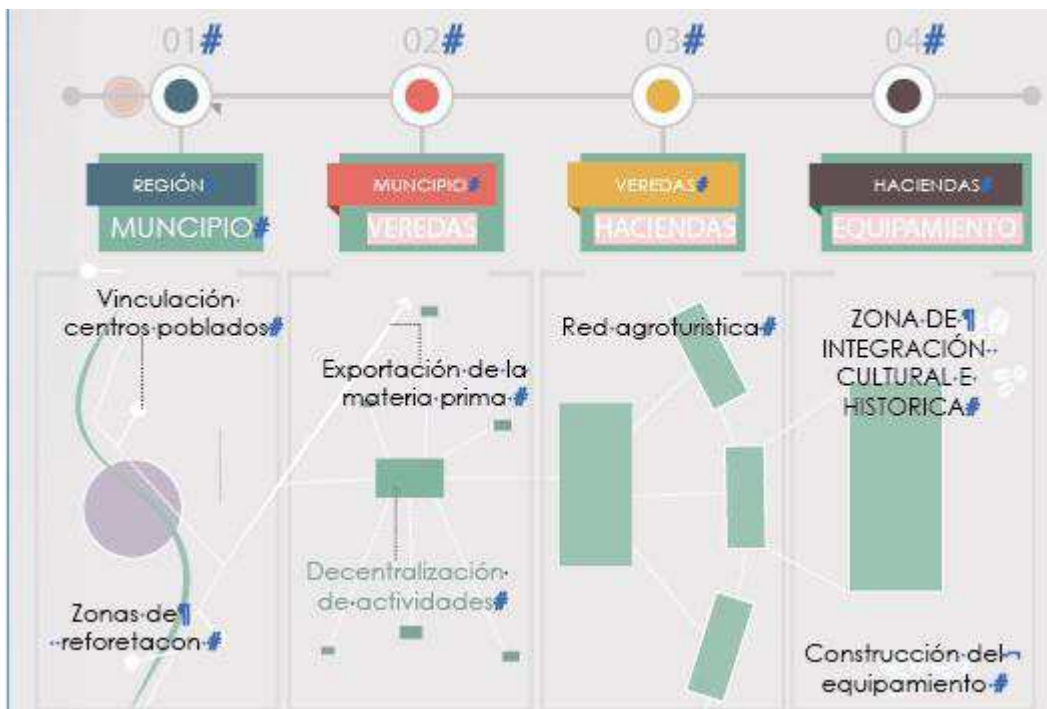 01#
02#
03#
04#
REGIÓN#
MUNCIPIO#
MUNCIPIO#
VEREDAS
VEREDAS#
HACIENDAS
HACIENDAS#
EQUIPAMIENTO
Vinculación·
centros·poblados#
Zonas·de¶
··reforetacon·#
Exportación·de·la
materia·prima·#
Decentralización·
de·actividades#
Red·agroturistica#
ZONA·DE·¶
INTEGRACIÓN··
CULTURAL·E·
HISTORICA#
Construcción·del·¬
equipamiento·#